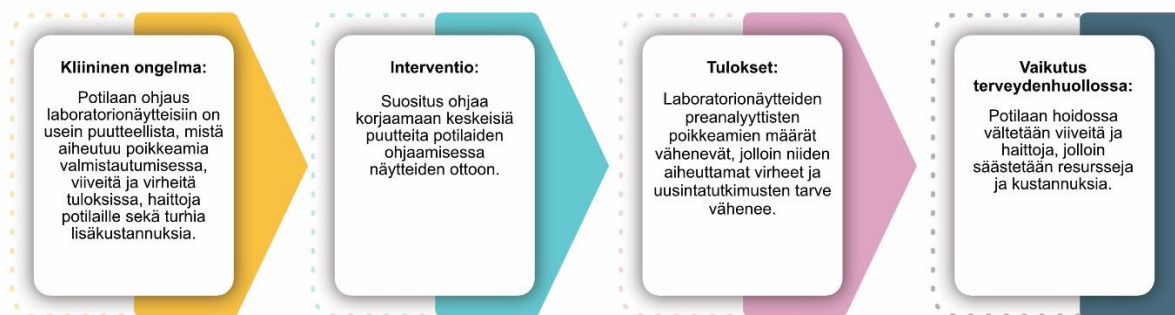 Kliininen ongelma:
Potilaan ohjaus
laboratorionäytteisiin on
usein puutteellista, mistä
aiheutuu poikkeamia
valmistautumisessa,
viiveitä ja virheitä
tuloksissa, haittoja
potilaille sekä turhia
lisäkustannuksia.
Interventio:
Suositus ohjaa
korjaamaan keskeisiä
puutteita potilaiden
ohjaamisessa
näytteiden ottoon.
Tulokset:
Laboratorionäytteiden
preanalyyttisten
poikkeamien määrät
vähenevät, jolloin niiden
aiheuttamat virheet ja
uusintatutkimusten tarve
vähenee.
Vaikutus
terveydenhuollossa:
Potilaan hoidossa
vältetään viiveitä ja
haittoja, jolloin
säästetään resursseja
ja kustannuksia.